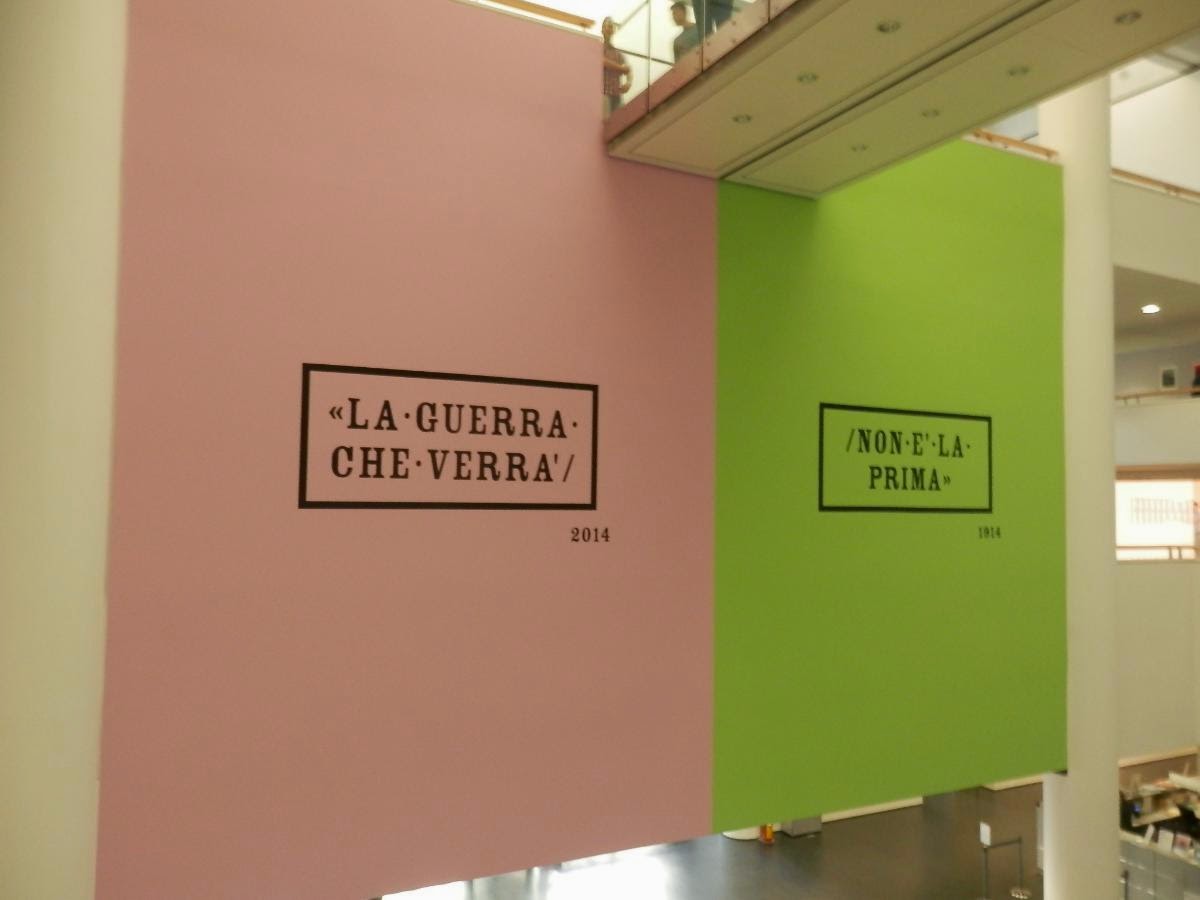 «LA·GUERRA·
CHE·VERRA'/
2014
/NON·E'·LA·
PRIMA»
1914